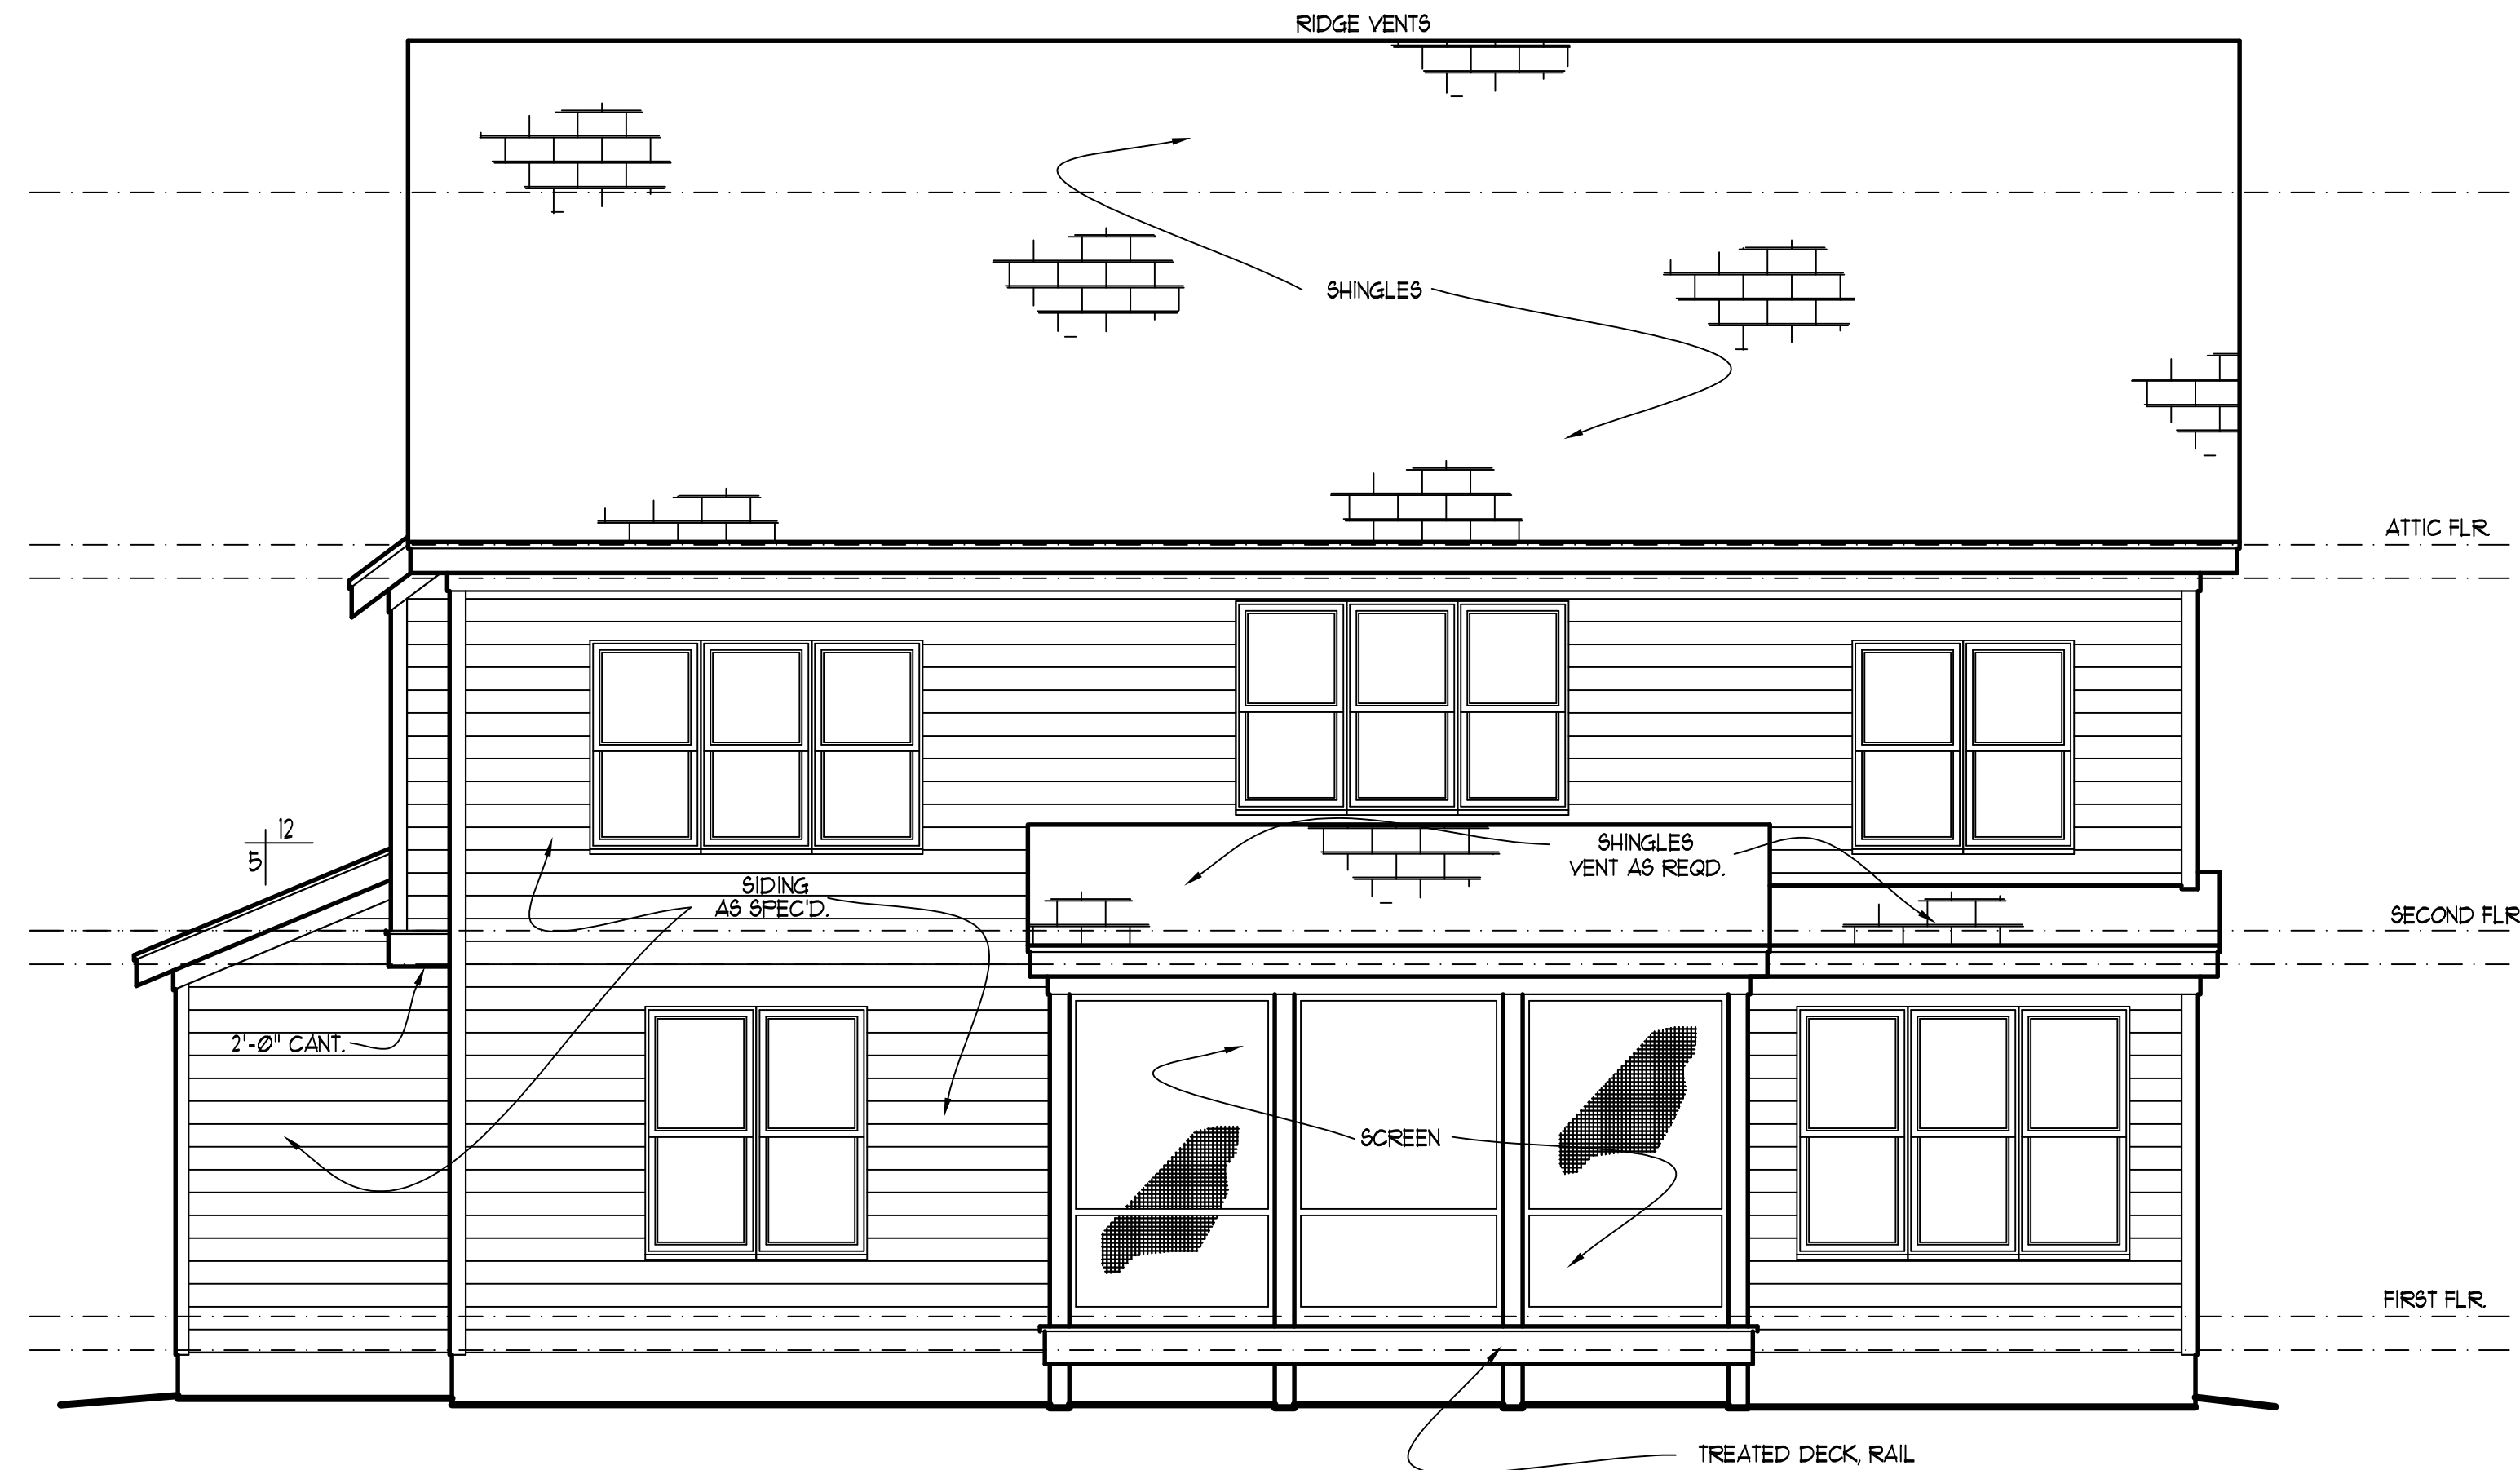 RIDGE VENTS
SHINGLES
ATTIC FLR.
12
5
SHINGLES
VENT AS REQD.
SIDING
AS SPEC'D.
SECOND FLR
2'-0" CANT.
SCREEN
FIRST FLR.
TREATED DECK, RAIL